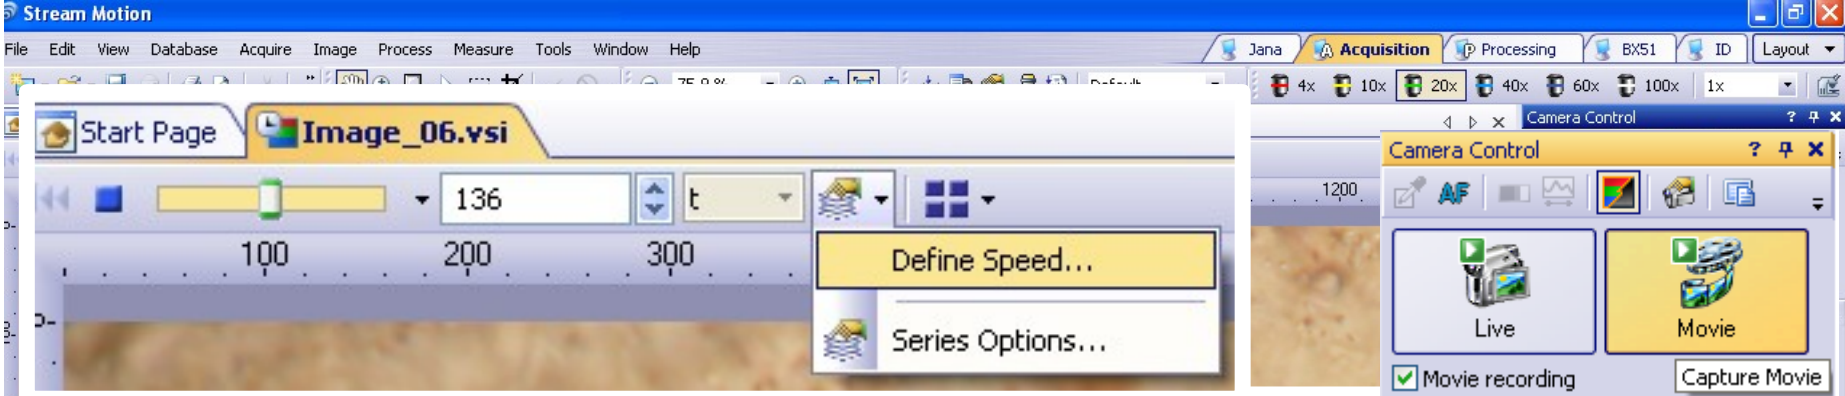 Stream Motion
File Edit View Database Acquire Image Process Measure Tools Window Help
Jana Acquisition Processing BX51 ID Layout
4x 10x 20x 40x 60x 100x 1x
Camera Control
Start Page Image_06.vsi
Camera Control
136 t
1200
AF
100 200 300
Define Speed...
Series Options...
Live Movie
Movie recording
Capture Movie